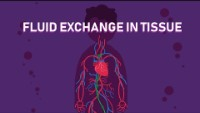 FLUID EXCHANGE IN TISSUE